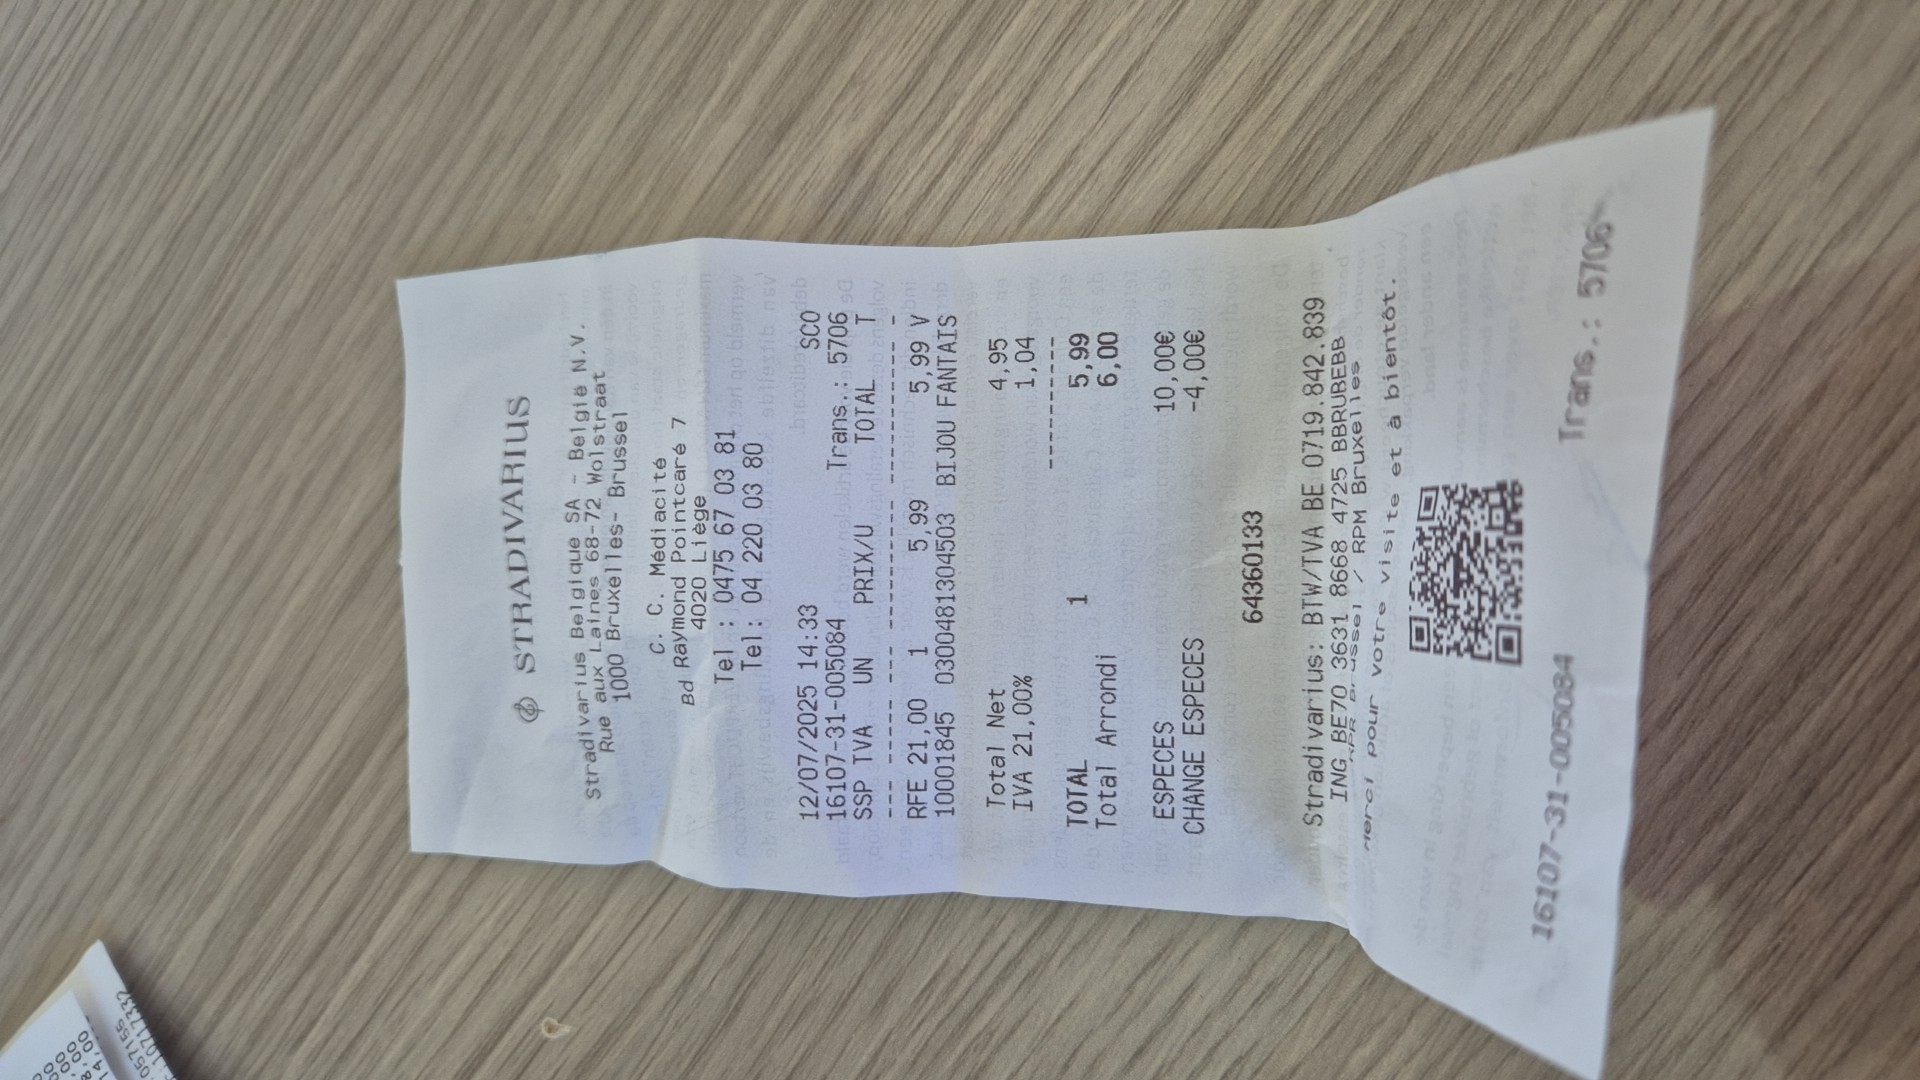 STRADIVARIUS
Stradivarius Belgique SA - België N.V.
Rue aux Laines 68-72 Wolstraat
1000 Bruxelles- Brussel
C. C. Médiacité
Bd Raymond Pointcaré 7
4020 Liège
Tel : 0475 67 03 81
Tel: 04 220 03 80
12/07/2025 14:33 SCO
16107-31-005084 Trans.: 5706
SSP IVA UN PRIX/U TOTAL T
--- ------ --- ---------- ----------- -
RFE 21,00 1 5,99 5,99 V
10001845 0300481304503 BIJOU FANTAIS
Total Net 4,95
IVA 21,00% 1,04
-----------
TOTAL 1 5,99
Total Arrondi 6,00
ESPECES 10,00€
CHANGE ESPECES -4,00€
64360133
Stradivarius: BTW/TVA BE 0719.842.839
ING BE70 3631 8668 4725 BBRUBEBB
/ RPM Bruxelles
Merci pour votre visite et à bientôt.
16107-31-005084 Trans.: 5706
057155
10717332
14,00